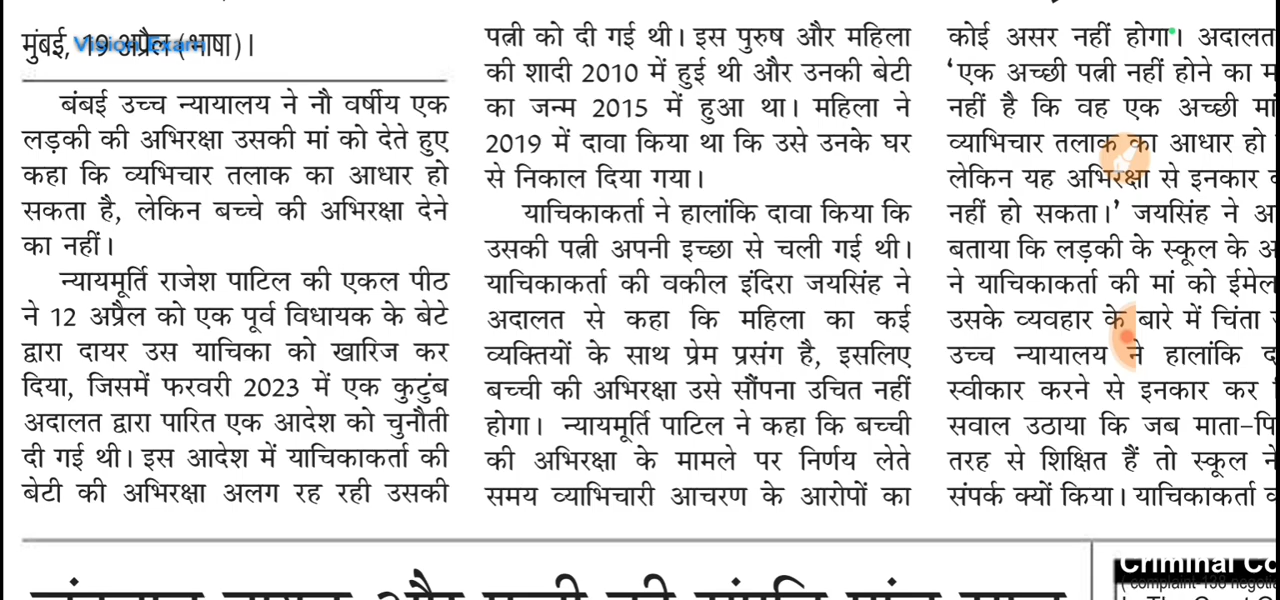 मुंबई, 19 अप्रैल (भाषा)।
Vision Exam
बंबई उच्च न्यायालय ने नौ वर्षीय एक
लड़की की अभिरक्षा उसकी मां को देते हुए
कहा कि व्यभिचार तलाक का आधार हो
सकता है, लेकिन बच्चे की अभिरक्षा देने
का नहीं।
न्यायमूर्ति राजेश पाटिल की एकल पीठ
ने 12 अप्रैल को एक पूर्व विधायक के बेटे
द्वारा दायर उस याचिका को खारिज कर
दिया, जिसमें फरवरी 2023 में एक कुटुंब
अदालत द्वारा पारित एक आदेश को चुनौती
दी गई थी। इस आदेश में याचिकाकर्ता की
बेटी की अभिरक्षा अलग रह रही उसकी
पत्नी को दी गई थी। इस पुरुष और महिला
की शादी 2010 में हुई थी और उनकी बेटी
का जन्म 2015 में हुआ था। महिला ने
2019 में दावा किया था कि उसे उनके घर
से निकाल दिया गया।
याचिकाकर्ता ने हालांकि दावा किया कि
उसकी पत्नी अपनी इच्छा से चली गई थी।
याचिकाकर्ता की वकील इंदिरा जयसिंह ने
अदालत से कहा कि महिला का कई
व्यक्तियों के साथ प्रेम प्रसंग है, इसलिए
बच्ची की अभिरक्षा उसे सौंपना उचित नहीं
होगा। न्यायमूर्ति पाटिल ने कहा कि बच्ची
की अभिरक्षा के मामले पर निर्णय लेते
समय व्याभिचारी आचरण के आरोपों का
कोई असर नहीं होगा। अदालत
'एक अच्छी पत्नी नहीं होने का
नहीं है कि वह एक अच्छी मां
व्याभिचार तलाक का आधार हो
लेकिन यह अभिरक्षा से इनकार
नहीं हो सकता।' जयसिंह ने
बताया कि लड़की के स्कूल के
ने याचिकाकर्ता की मां को ईमेल
उसके व्यवहार के बारे में चिंता
उच्च न्यायालय ने हालांकि
स्वीकार करने से इनकार कर
सवाल उठाया कि जब माता-पि
तरह से शिक्षित हैं तो स्कूल ने
संपर्क क्यों किया। याचिकाकर्ता
Criminal Co